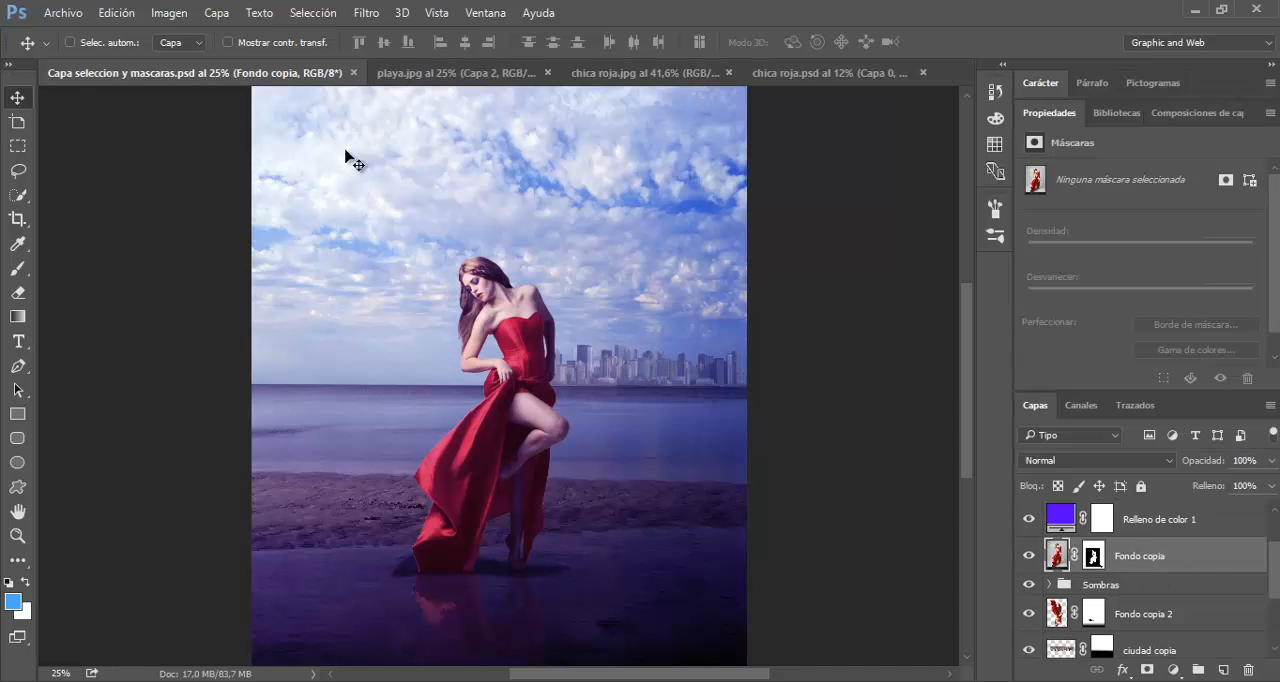 Ps Archivo Edición Imagen Capa Texto Selección Filtro 3D Vista Ventana Ayuda
Selec. autom.: Capa Mostrar contr. transf. Modo 3D: Graphic and Web
Capa seleccion y mascaras.psd al 25% (Fondo copia, RGB/8*) × playa.jpg al 25% (Capa 2, RGB/... × chica roja.jpg al 41,6% (RGB/... × chica roja.psd al 12% (Capa 0, ... ×
Carácter Párrafo Pictogramas
Propiedades Bibliotecas Composiciones de ca
Máscaras
Ninguna máscara seleccionada
Densidad:
Desvanecer:
Perfeccionar: Borde de máscara...
Gama de colores...
Capas Canales Trazados
Tipo
Normal Opacidad: 100%
Bloq.: Relleno: 100%
Relleno de color 1
Fondo copia
Sombras
Fondo copia 2
ciudad copia
fx
25% Doc: 17,0 MB/83,7 MB